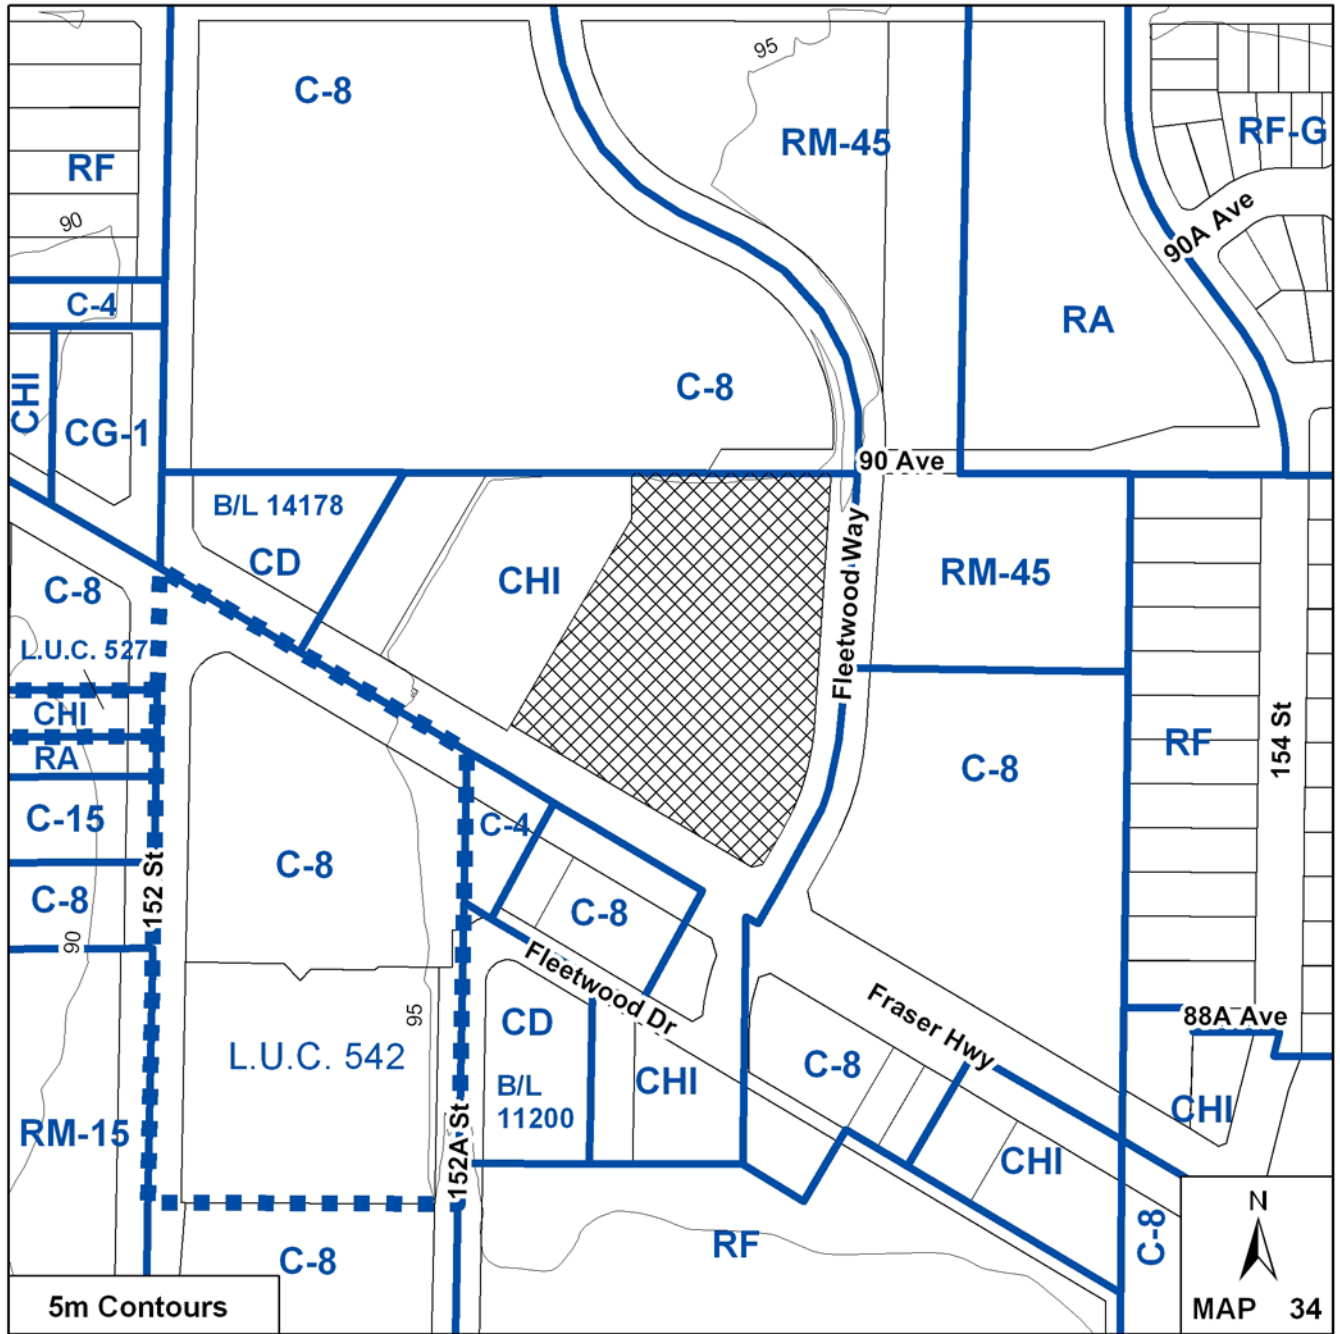 C-8
95
RM-45
RF-G
RF
90
90A Ave
C-4
RA
CHI
CG-1
C-8
90 Ave
B/L 14178
CD
CHI
Fleetwood Way
RM-45
C-8
L.U.C. 527
CHI
RA
C-15
C-8
90
152 St
C-8
C-4
C-8
C-8
RF
154 St
Fleetwood Dr
Fraser Hwy
88A Ave
95
CD
B/L
11200
CHI
C-8
CHI
L.U.C. 542
RM-15
152A St
CHI
C-8
C-8
RF
N
5m Contours
MAP 34